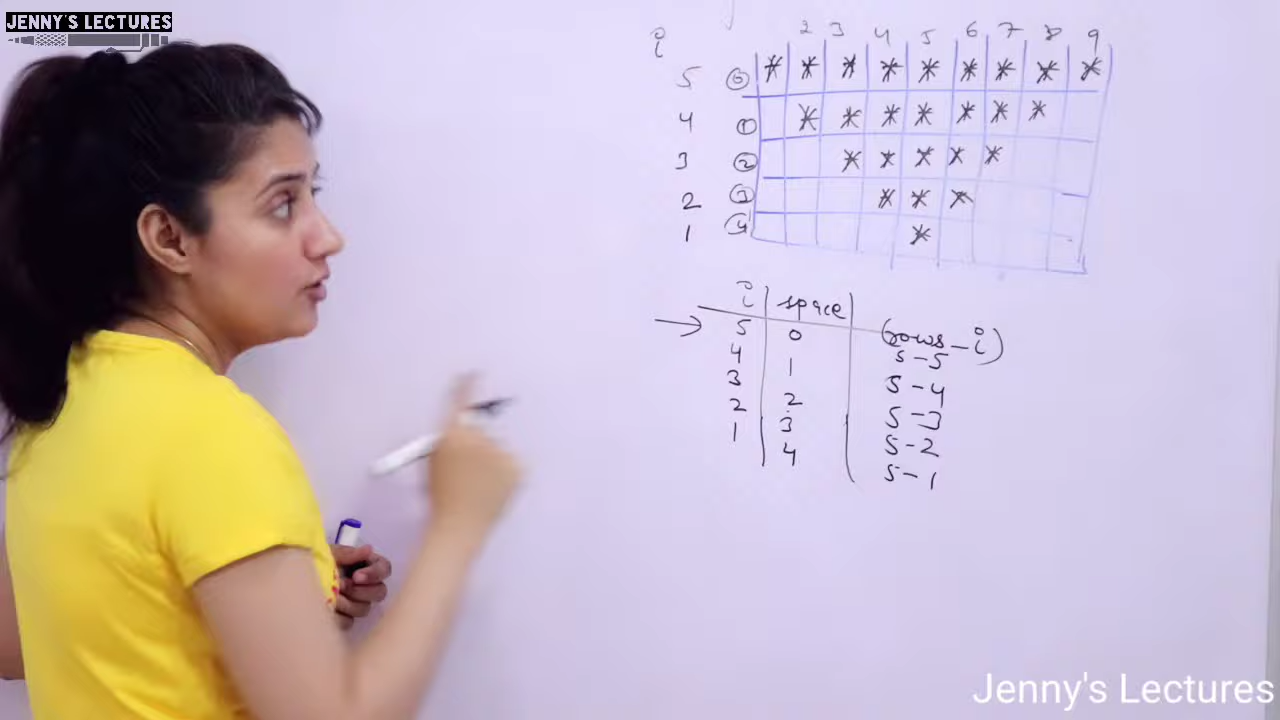 JENNY'S LECTURES
i 2 3 4 5 6 7 8 9
5 0 * * * * * * * * *
4 1 * * * * * * *
3 2 * * * * *
2 3 * * *
1 4 *
i space (rows - i)
5 0 5-5
4 1 5-4
3 2 5-3
2 3 5-2
1 4 5-1
Jenny's Lectures